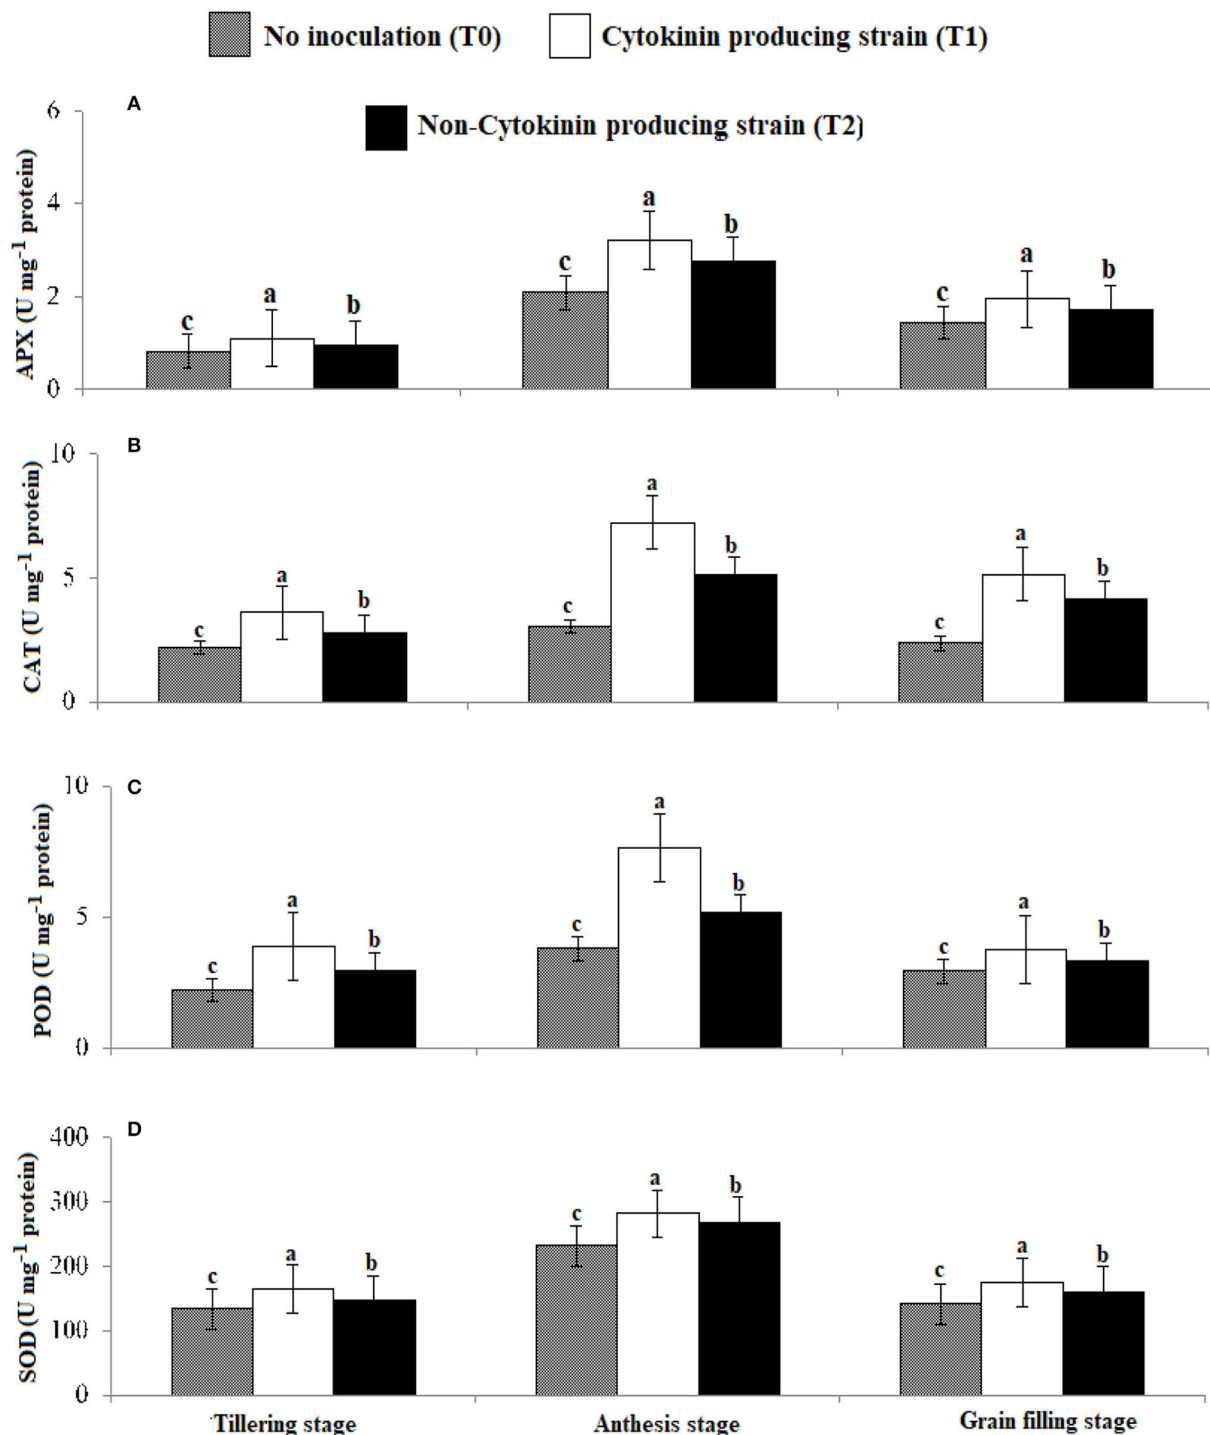 No inoculation (T0) Cytokinin producing strain (T1)
A
Non-Cytokinin producing strain (T2)
APX (U mg⁻¹ protein)
6
4
2
0
c a b
c a b
c a b
B
CAT (U mg⁻¹ protein)
10
5
0
c a b
c a b
c a b
C
POD (U mg⁻¹ protein)
10
5
0
c a b
c a b
c a b
D
SOD (U mg⁻¹ protein)
400
300
200
100
0
c a b
c a b
c a b
Tillering stage Anthesis stage Grain filling stage